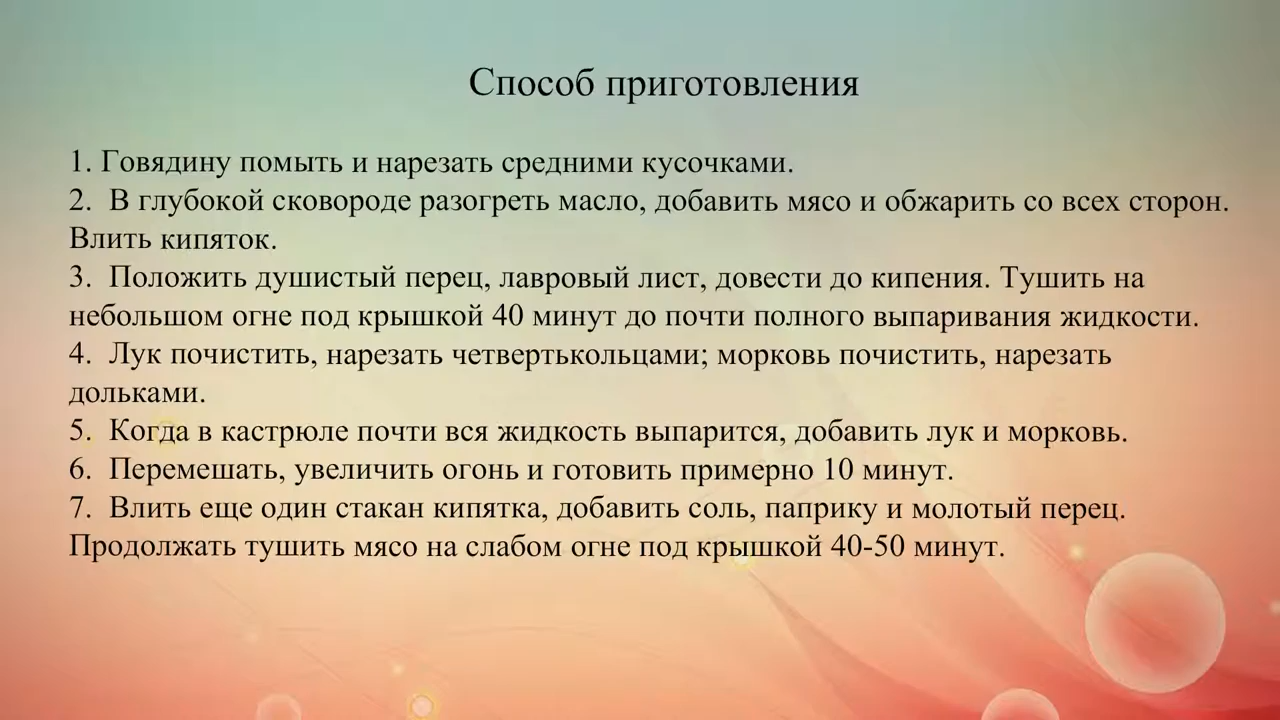 Способ приготовления
1. Говядину помыть и нарезать средними кусочками.
2. В глубокой сковороде разогреть масло, добавить мясо и обжарить со всех сторон.
Влить кипяток.
3. Положить душистый перец, лавровый лист, довести до кипения. Тушить на
небольшом огне под крышкой 40 минут до почти полного выпаривания жидкости.
4. Лук почистить, нарезать четвертькольцами; морковь почистить, нарезать
дольками.
5. Когда в кастрюле почти вся жидкость выпарится, добавить лук и морковь.
6. Перемешать, увеличить огонь и готовить примерно 10 минут.
7. Влить еще один стакан кипятка, добавить соль, паприку и молотый перец.
Продолжать тушить мясо на слабом огне под крышкой 40-50 минут.